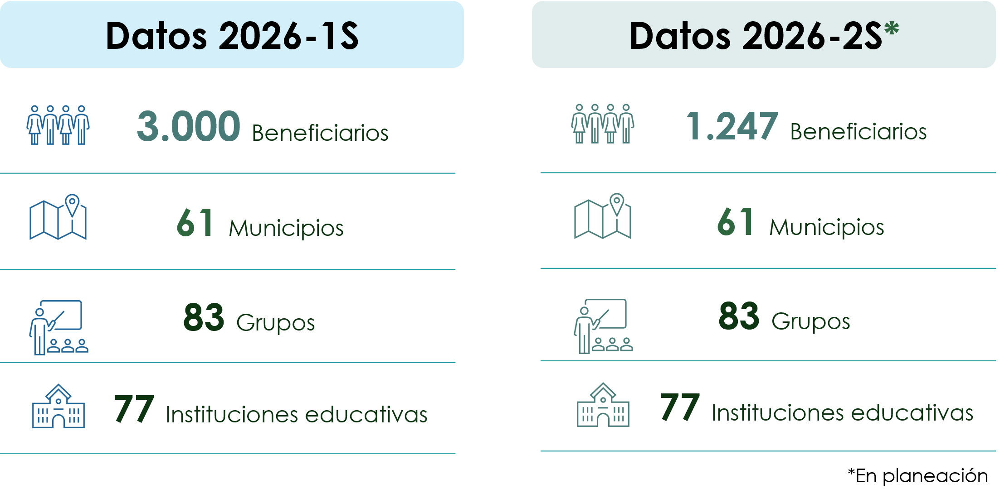 Datos 2026-1S
3.000 Beneficiarios
61 Municipios
83 Grupos
77 Instituciones educativas
Datos 2026-2S*
1.247 Beneficiarios
61 Municipios
83 Grupos
77 Instituciones educativas
*En planeación